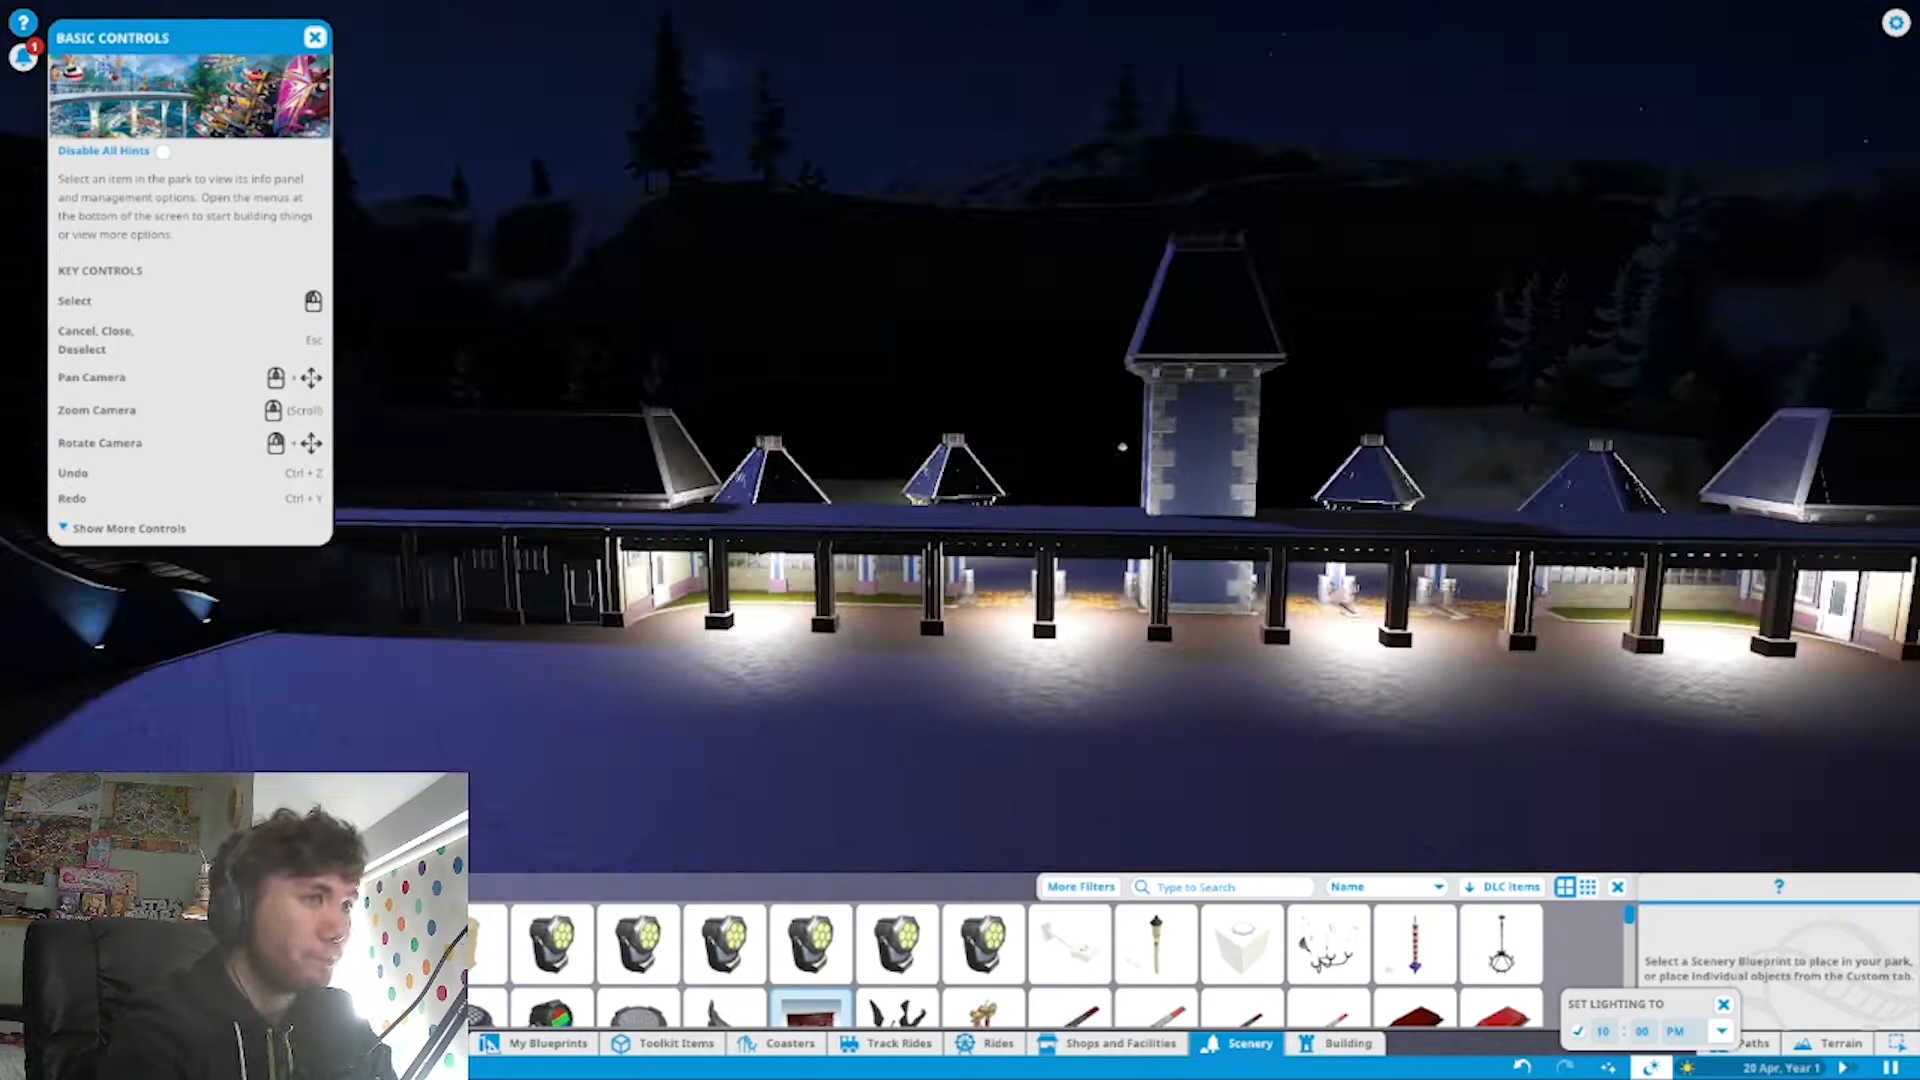 ?
1
BASIC CONTROLS
Disable All Hints
Select an item in the park to view its info panel
and management options. Open the menus at
the bottom of the screen to start building things
or view more options.
KEY CONTROLS
Select
Cancel, Close,
Deselect
Esc
Pan Camera
+
Zoom Camera
(Scroll)
Rotate Camera
+
Undo
Ctrl + Z
Redo
Ctrl + Y
Show More Controls
STAR WARS
More Filters
Type to Search
Name
DLC Items
?
Select a Scenery Blueprint to place in your park,
or place individual objects from the Custom tab.
SET LIGHTING TO
10 : 00 PM
My Blueprints
Toolkit Items
Coasters
Track Rides
Rides
Shops and Facilities
Scenery
Building
Paths
Terrain
20 Apr, Year 1